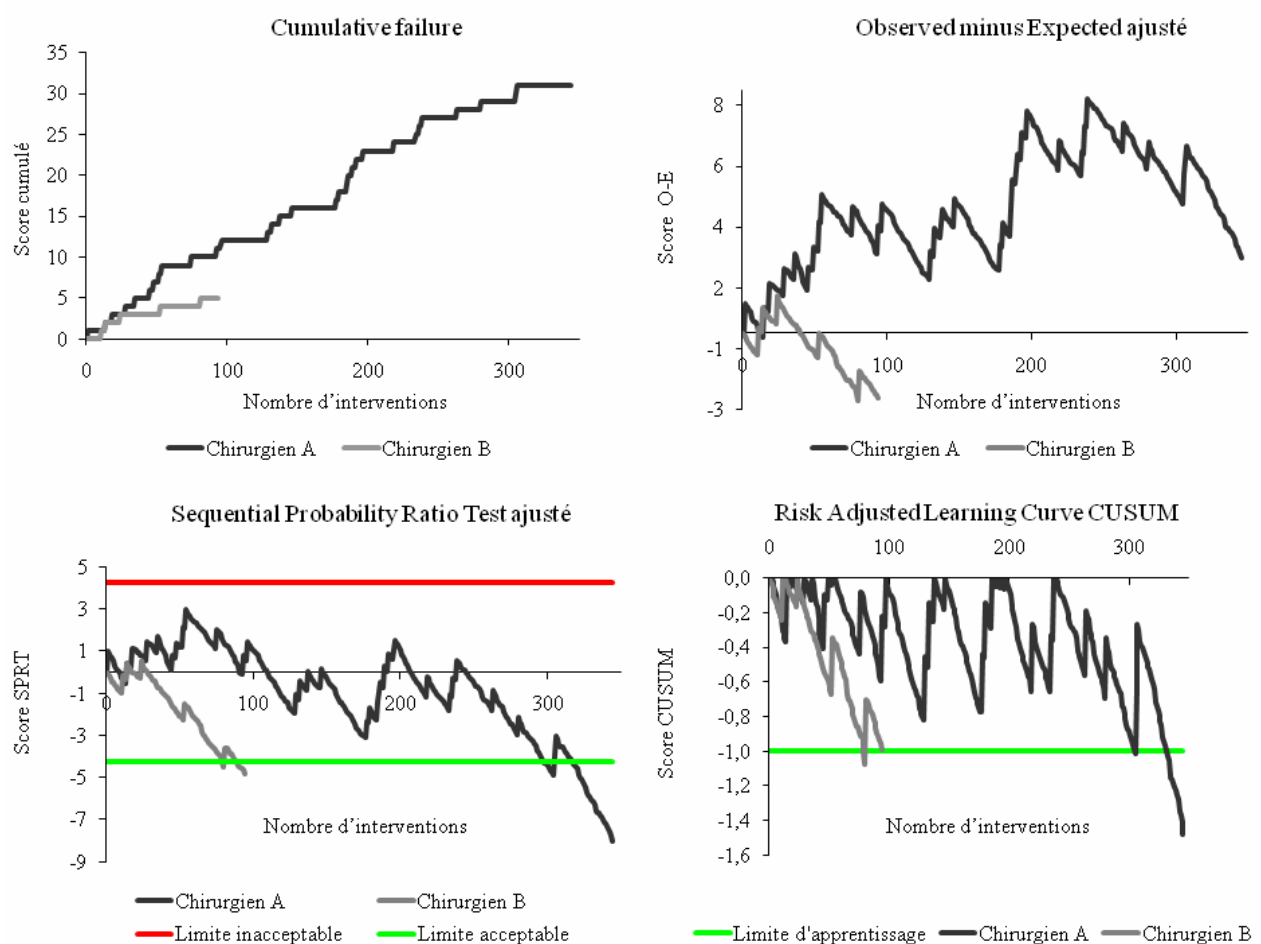 Cumulative failure
35
30
25
20
15
10
5
0
0 100 200 300
Score cumulé
Nombre d'interventions
Chirurgien A Chirurgien B
Observed minus Expected ajusté
8
6
4
2
-1
-3
0 100 200 300
Score O-E
Nombre d'interventions
Chirurgien A Chirurgien B
Sequential Probability Ratio Test ajusté
5
3
1
-1
-3
-5
-7
-9
0 100 200 300
Score SPRT
Nombre d'interventions
Chirurgien A Chirurgien B
Limite inacceptable Limite acceptable
Risk Adjusted Learning Curve CUSUM
0 100 200 300
0,0
-0,2
-0,4
-0,6
-0,8
-1,0
-1,2
-1,4
-1,6
Score CUSUM
Nombre d'interventions
Limite d'apprentissage Chirurgien A Chirurgien B